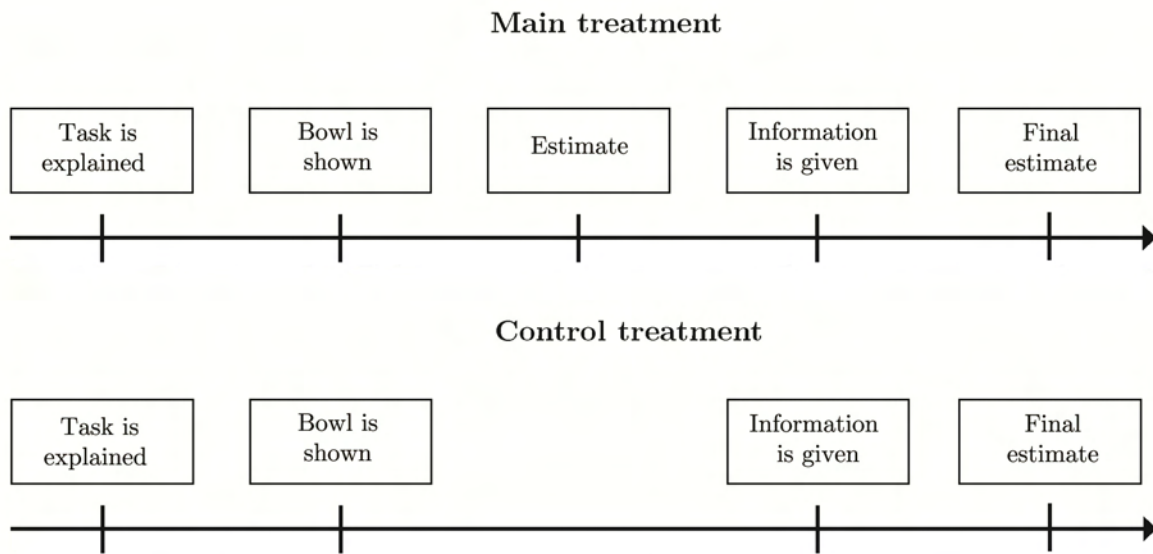 Main treatment
Task is
explained
Bowl is
shown
Estimate
Information
is given
Final
estimate
Control treatment
Task is
explained
Bowl is
shown
Information
is given
Final
estimate